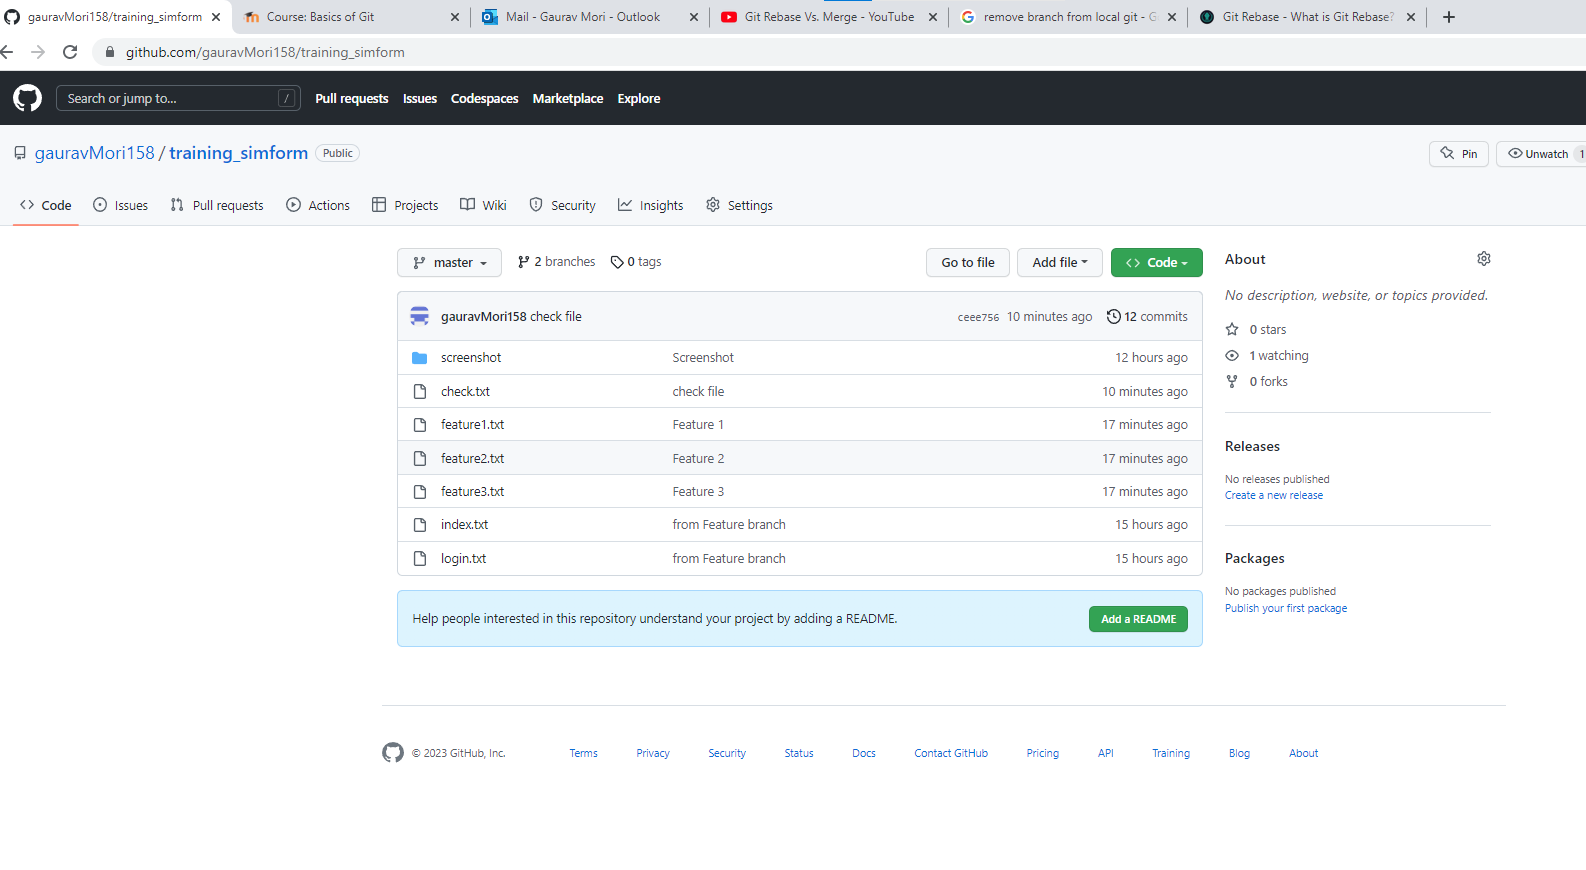 gauravMori158/training_simform
Course: Basics of Git
Mail - Gaurav Mori - Outlook
Git Rebase Vs. Merge - YouTube
remove branch from local git - G
Git Rebase - What is Git Rebase?
github.com/gauravMori158/training_simform
Search or jump to... /
Pull requests Issues Codespaces Marketplace Explore
gauravMori158 / training_simform Public
Pin
Unwatch 1
Code Issues Pull requests Actions Projects Wiki Security Insights Settings
master 2 branches 0 tags
Go to file Add file Code
gauravMori158 check file ceee756 10 minutes ago 12 commits
screenshot Screenshot 12 hours ago
check.txt check file 10 minutes ago
feature1.txt Feature 1 17 minutes ago
feature2.txt Feature 2 17 minutes ago
feature3.txt Feature 3 17 minutes ago
index.txt from Feature branch 15 hours ago
login.txt from Feature branch 15 hours ago
Help people interested in this repository understand your project by adding a README. Add a README
About
No description, website, or topics provided.
0 stars
1 watching
0 forks
Releases
No releases published
Create a new release
Packages
No packages published
Publish your first package
© 2023 GitHub, Inc. Terms Privacy Security Status Docs Contact GitHub Pricing API Training Blog About